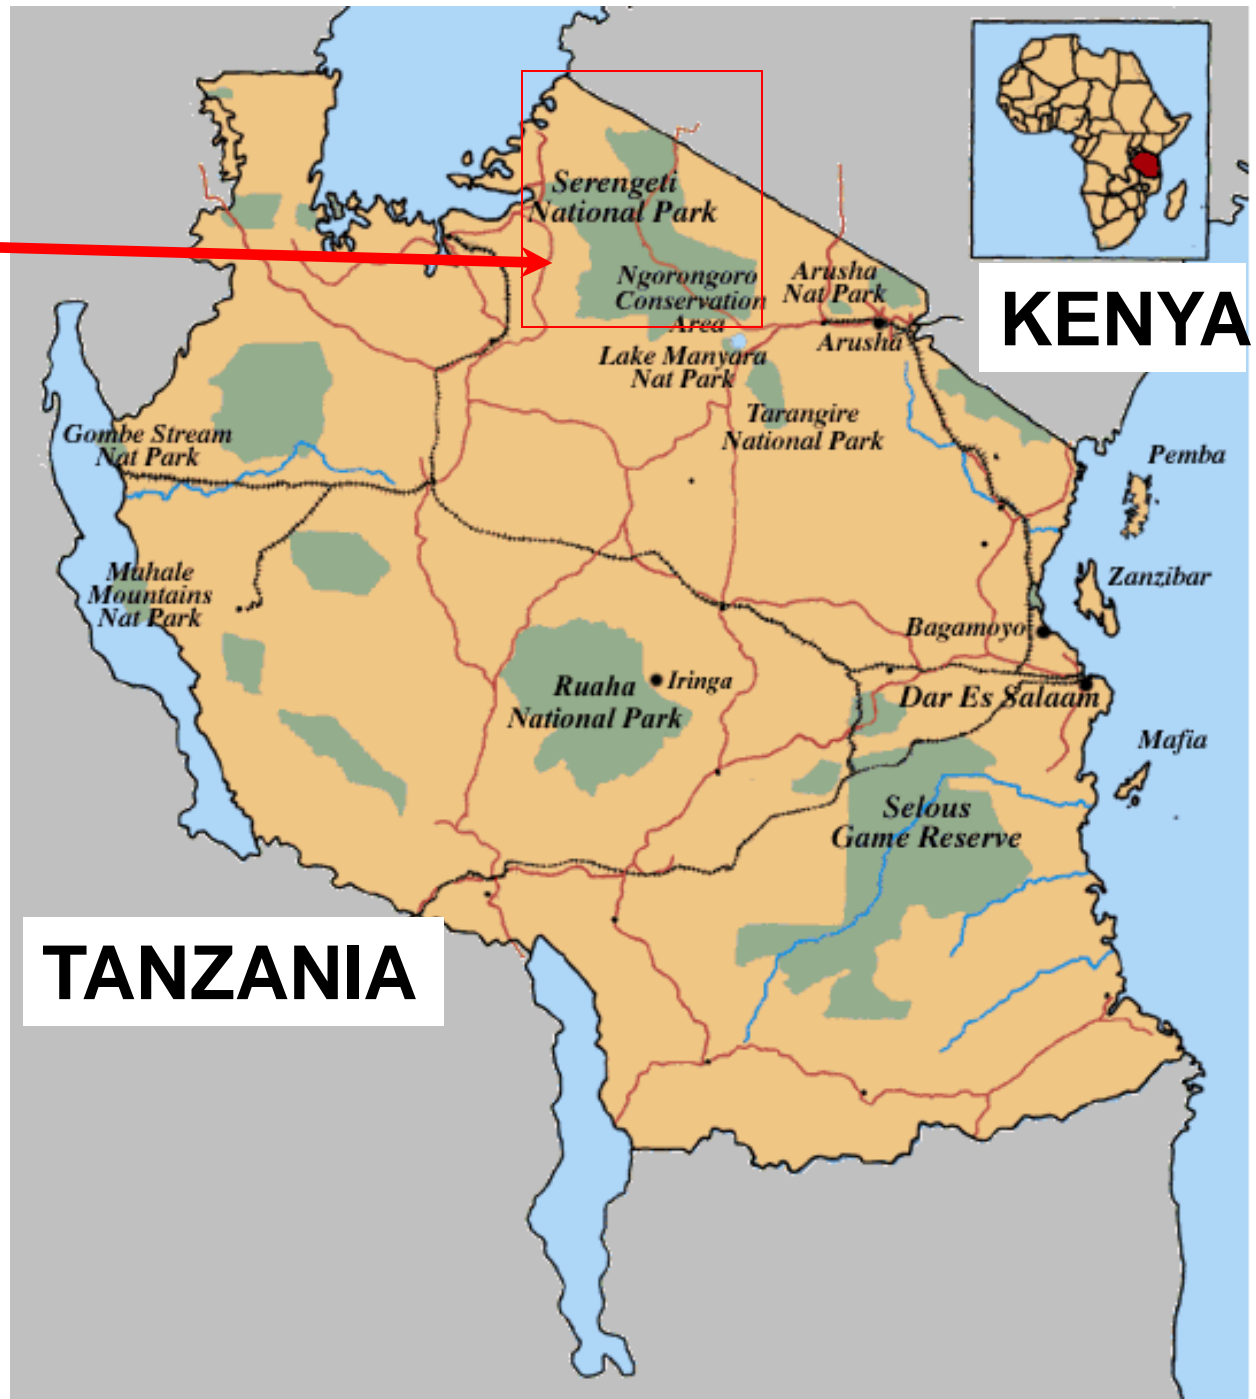 Serengeti
National Park
KENYA
Ngorongoro
Conservation
Area
Arusha
Nat Park
Arusha
Lake Manyara
Nat Park
Tarangire
National Park
Gombe Stream
Nat Park
Pemba
Muhale
Mountains
Nat Park
Zanzibar
Bagamoyo
Iringa
Ruaha
National Park
Dar Es Salaam
Mafia
Selous
Game Reserve
TANZANIA